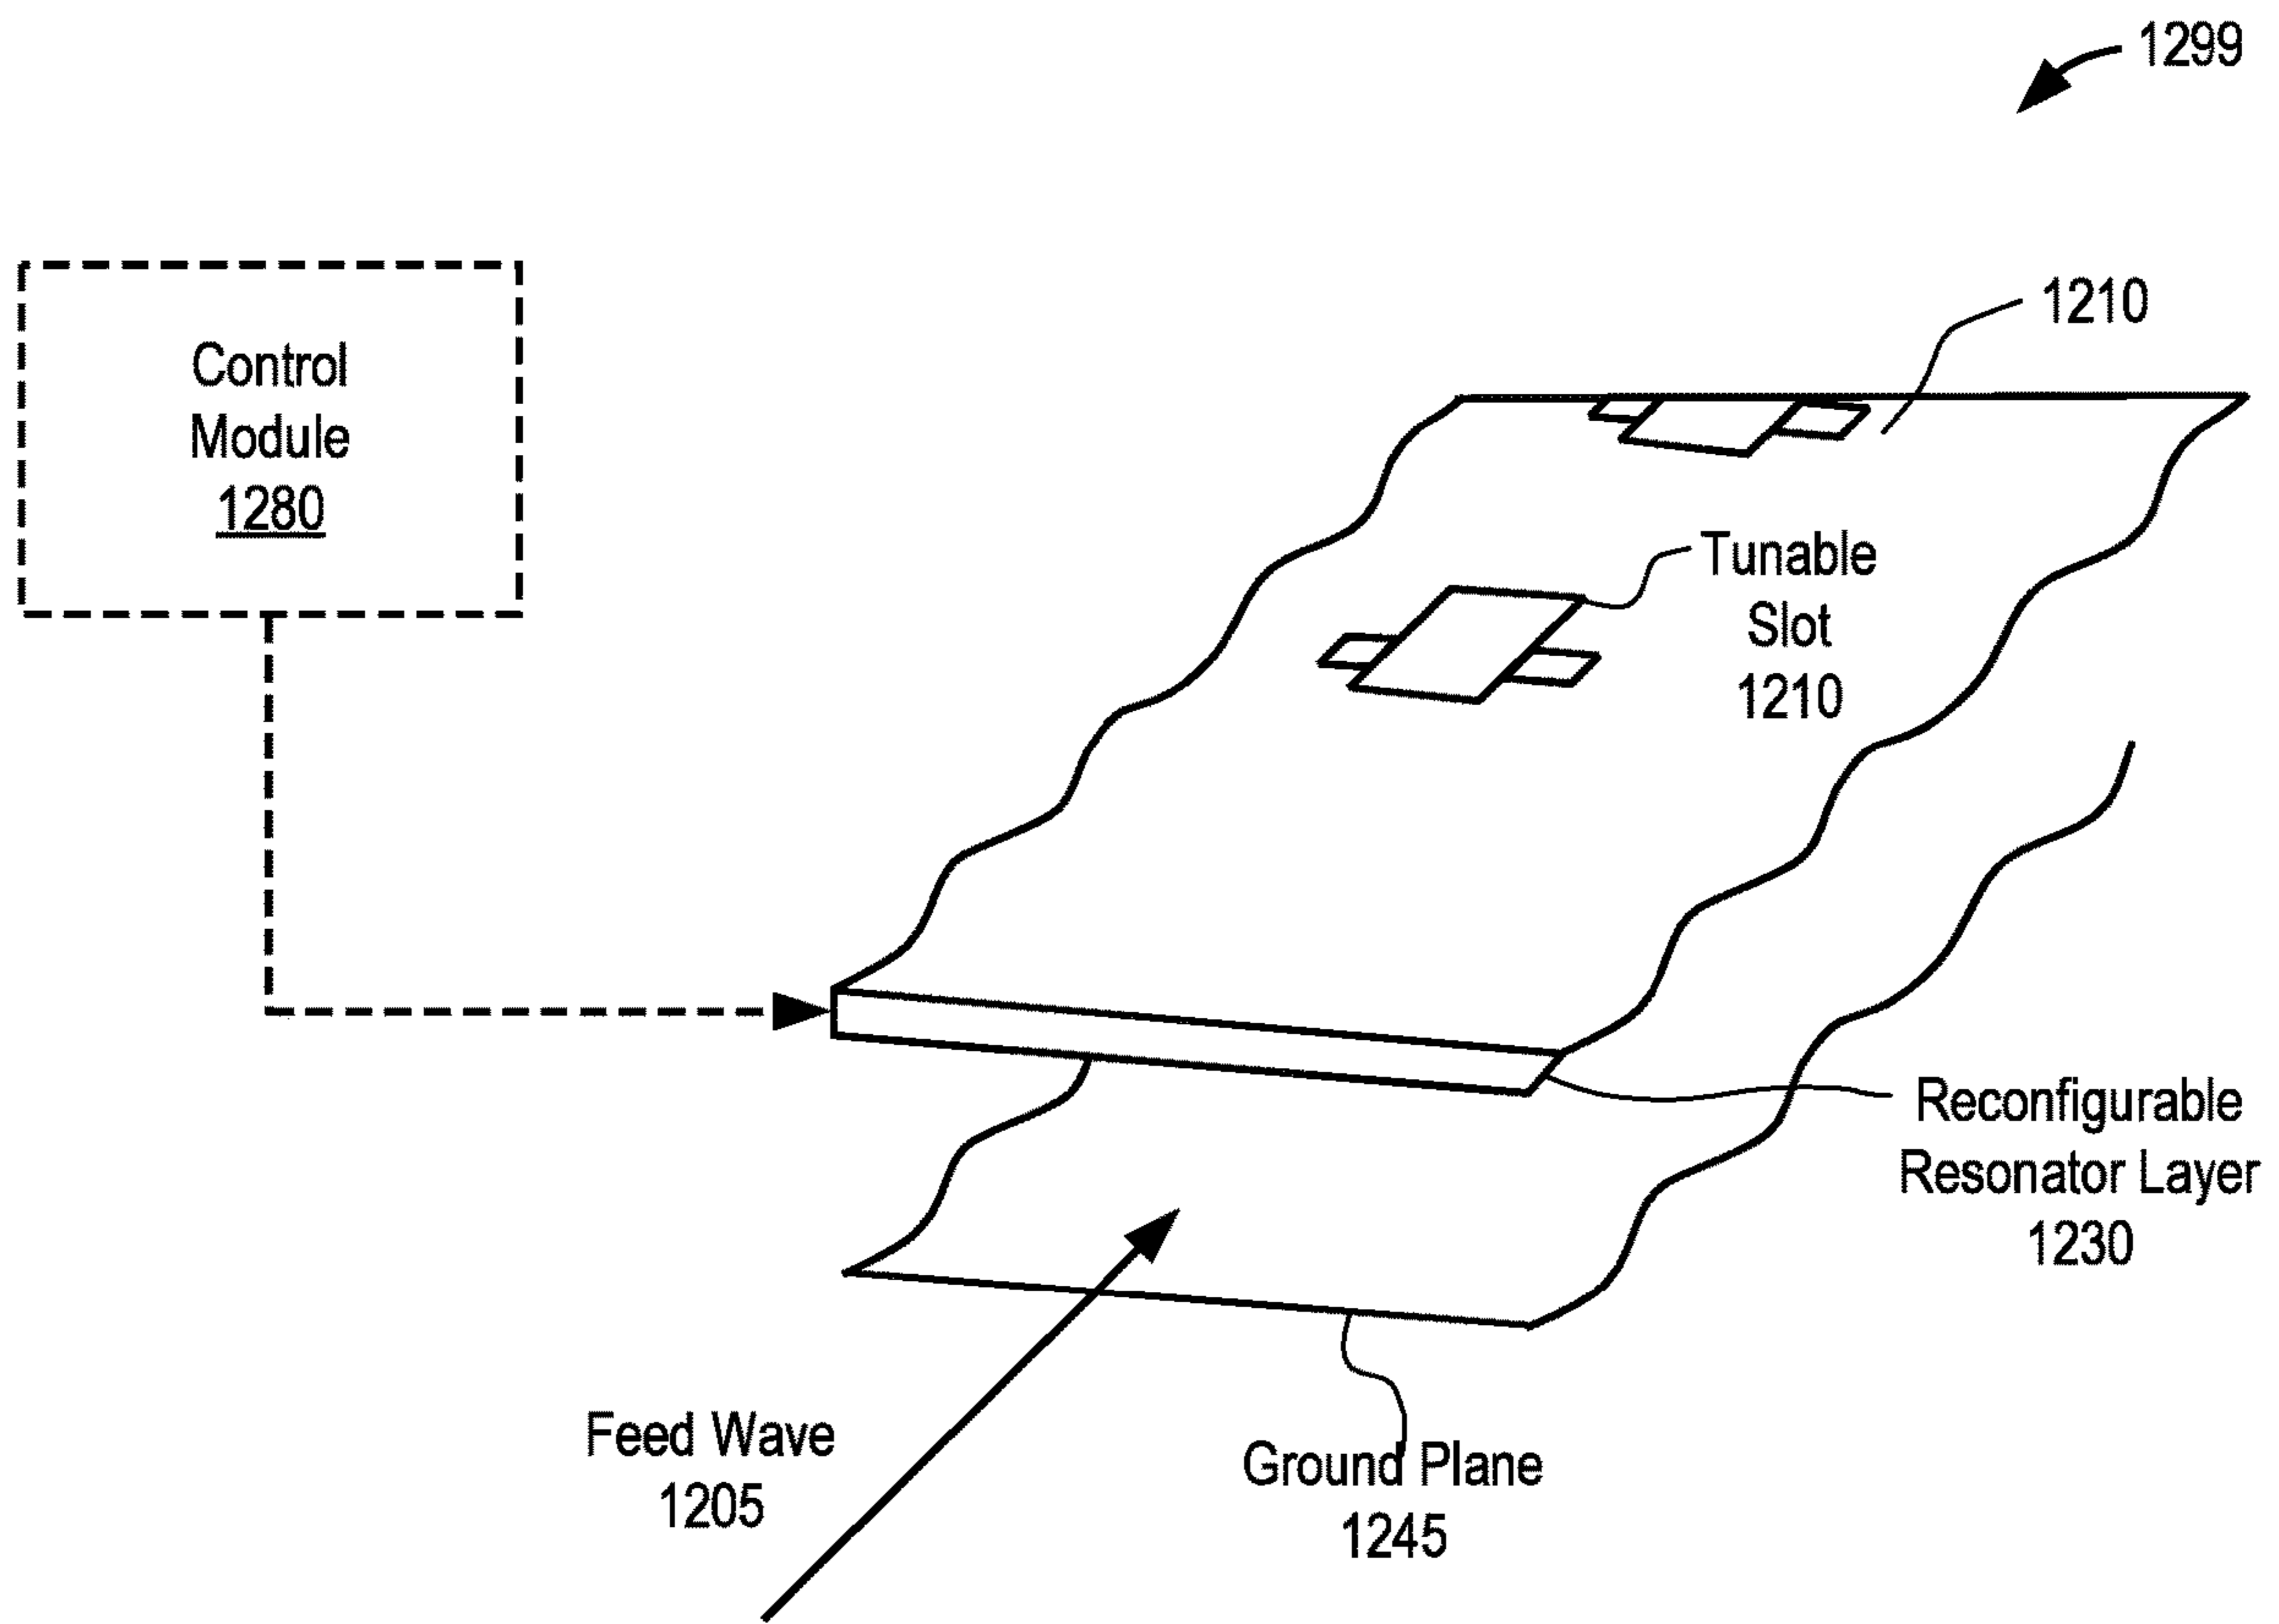 1299
1210
Control
Module
1280
Tunable
Slot
1210
Reconfigurable
Resonator Layer
1230
Feed Wave
1205
Ground Plane
1245